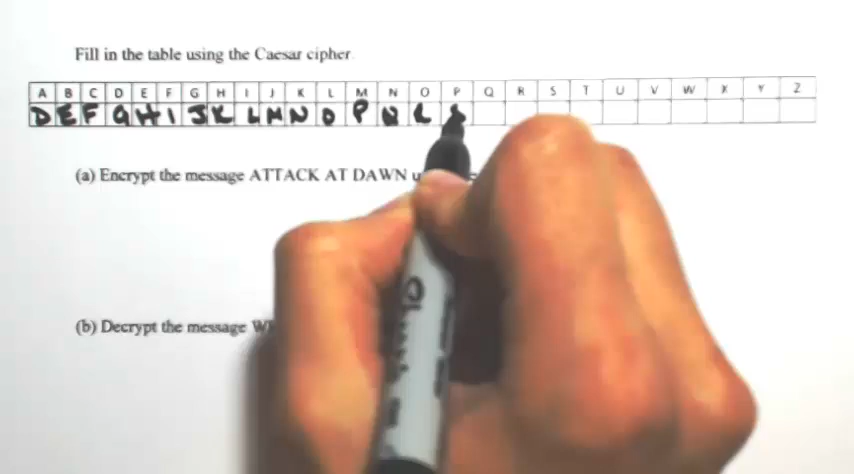 Fill in the table using the Caesar cipher.
A B C D E F G H I J K L M N O P Q R S T U V W X Y Z
D E F G H I J K L M N O P Q
(a) Encrypt the message ATTACK AT DAWN
(b) Decrypt the message